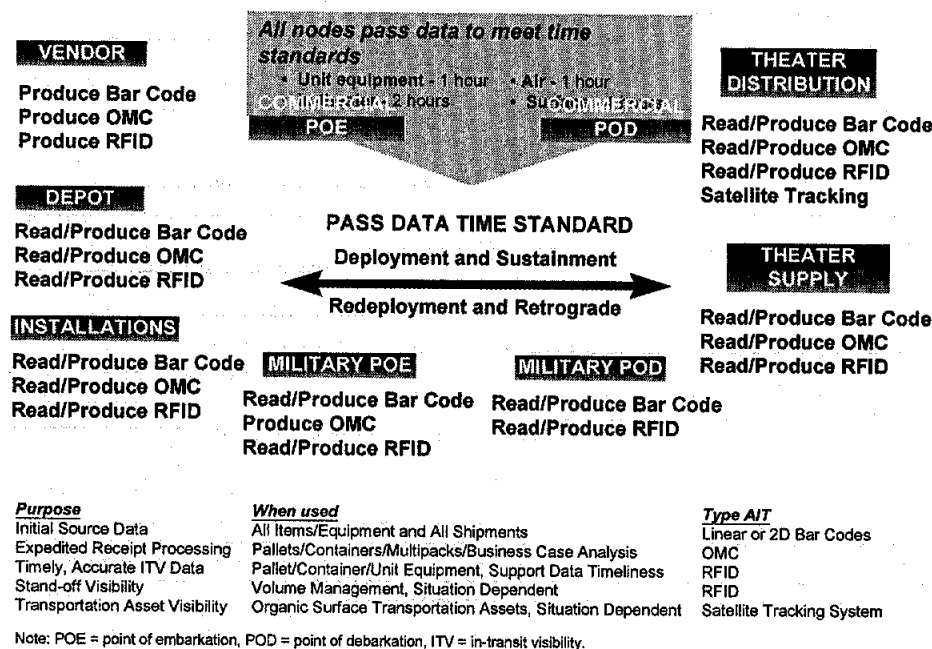 All nodes pass data to meet time
standards
• Unit equipment - 1 hour • Air - 1 hour
2 hours •
COMMERCIAL
POE
COMMERCIAL
POD
VENDOR
Produce Bar Code
Produce OMC
Produce RFID
DEPOT
Read/Produce Bar Code
Read/Produce OMC
Read/Produce RFID
INSTALLATIONS
Read/Produce Bar Code
Read/Produce OMC
Read/Produce RFID
PASS DATA TIME STANDARD
Deployment and Sustainment
Redeployment and Retrograde
MILITARY POE
Read/Produce Bar Code
Produce OMC
Read/Produce RFID
MILITARY POD
Read/Produce Bar Code
Read/Produce RFID
THEATER
DISTRIBUTION
Read/Produce Bar Code
Read/Produce OMC
Read/Produce RFID
Satellite Tracking
THEATER
SUPPLY
Read/Produce Bar Code
Read/Produce OMC
Read/Produce RFID
Purpose When used Type AIT
Initial Source Data All Items/Equipment and All Shipments Linear or 2D Bar Codes
Expedited Receipt Processing Pallets/Containers/Multipacks/Business Case Analysis OMC
Timely, Accurate ITV Data Pallet/Container/Unit Equipment, Support Data Timeliness RFID
Stand-off Visibility Volume Management, Situation Dependent RFID
Transportation Asset Visibility Organic Surface Transportation Assets, Situation Dependent Satellite Tracking System
Note: POE = point of embarkation, POD = point of debarkation, ITV = in-transit visibility.